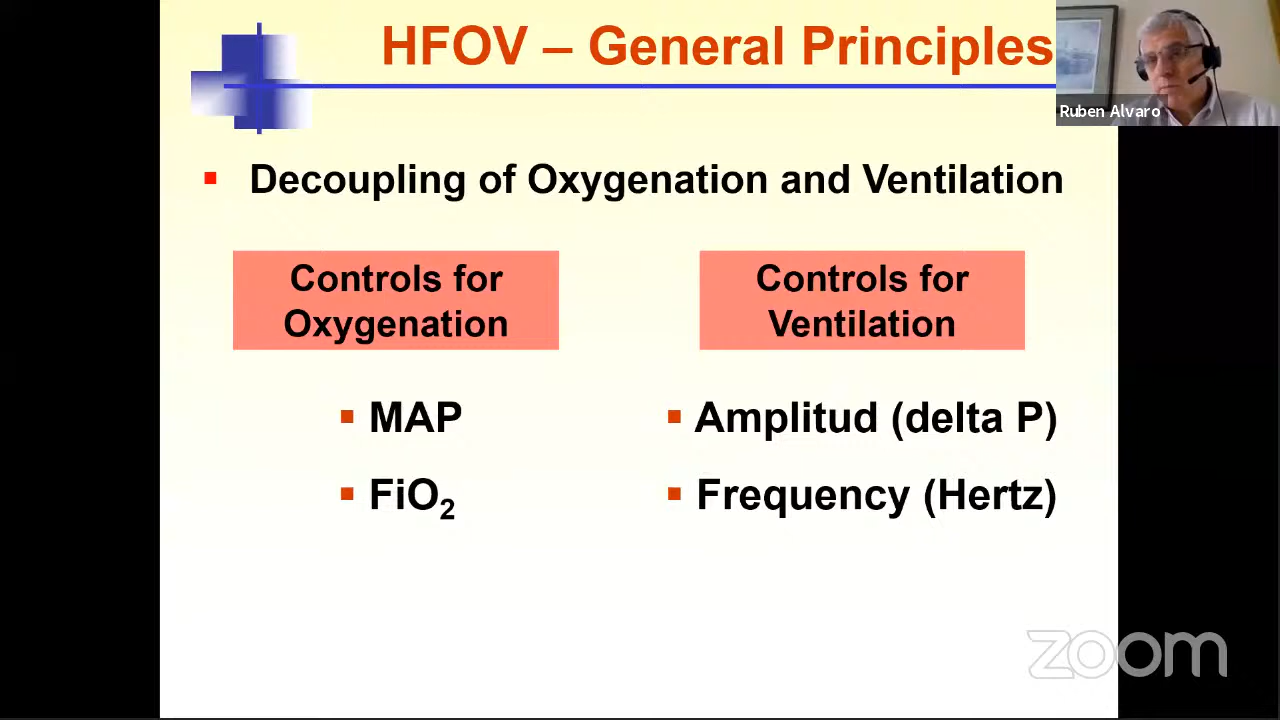 HFOV – General Principles
Ruben Alvaro
▪ Decoupling of Oxygenation and Ventilation
Controls for
Oxygenation
Controls for
Ventilation
▪ MAP
▪ Amplitud (delta P)
▪ FiO₂
▪ Frequency (Hertz)
zoom